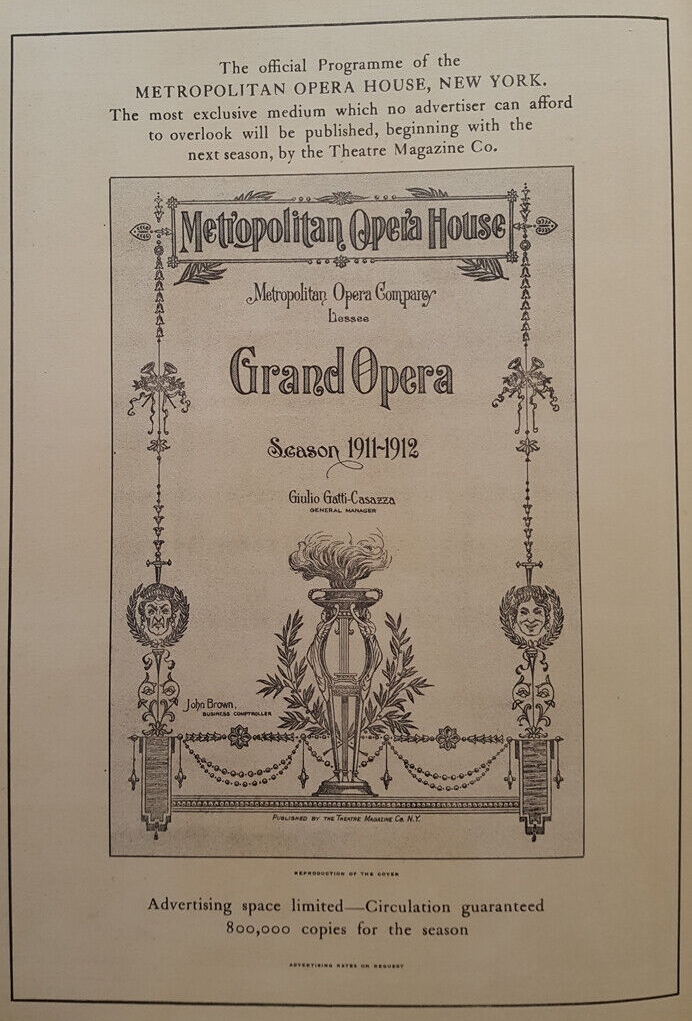 The official Programme of the
METROPOLITAN OPERA HOUSE, NEW YORK.
The most exclusive medium which no advertiser can afford
to overlook will be published, beginning with the
next season, by the Theatre Magazine Co.
Metropolitan Opera House
Metropolitan Opera Company
Lessee
Grand Opera
Season 1911-1912
Giulio Gatti-Casazza
GENERAL MANAGER
John Brown,
BUSINESS COMPTROLLER
PUBLISHED BY THE THEATRE MAGAZINE CO. N.Y.
REPRODUCTION OF THE COVER
Advertising space limited—Circulation guaranteed
800,000 copies for the season
ADVERTISING RATES ON REQUEST